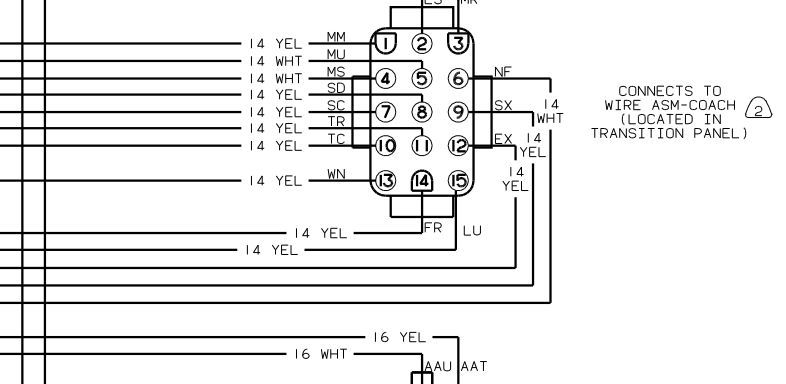 ES MR
14 YEL MM
14 WHT MU
14 WHT MS
14 YEL SD
14 YEL SC
14 YEL TR
14 YEL TC
14 YEL WN
1 2 3
4 5 6
7 8 9
10 11 12
13 14 15
NF
SX
EX
14 WHT
14 YEL
14 YEL
CONNECTS TO
WIRE ASM-COACH 2
(LOCATED IN
TRANSITION PANEL)
14 YEL FR
14 YEL LU
16 YEL
16 WHT
AAU AAT